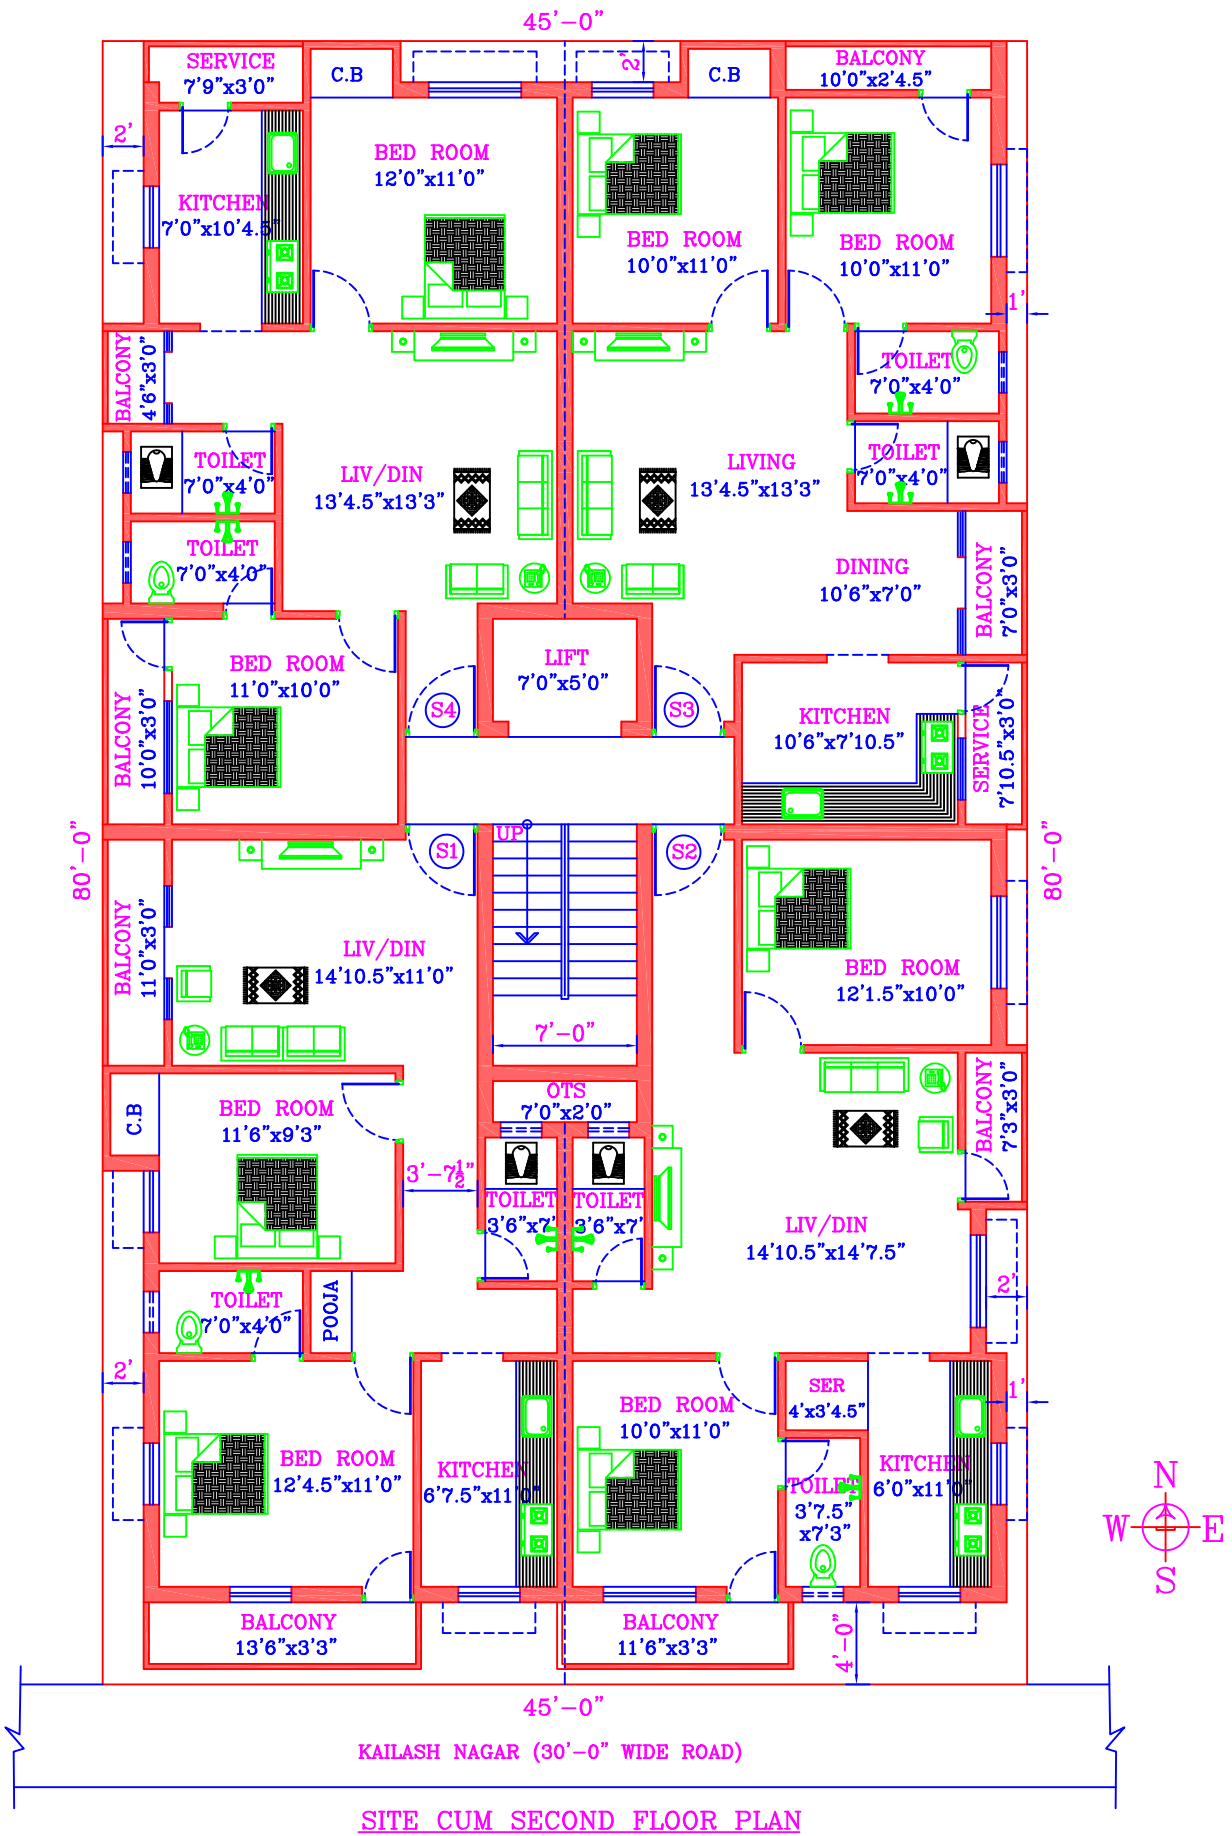 45'-0"
SERVICE
7'9"x3'0"
C.B
2'
C.B
BALCONY
10'0"x2'4.5"
2'
BED ROOM
12'0"x11'0"
KITCHEN
7'0"x10'4.5"
BED ROOM
10'0"x11'0"
BED ROOM
10'0"x11'0"
1'
BALCONY
4'6"x3'0"
TOILET
7'0"x4'0"
TOILET
7'0"x4'0"
LIV/DIN
13'4.5"x13'3
LIVING
13'4.5"x13'3
TOILET
7'0"x4'0"
TOILET
7'0"x4'0"
DINING
10'6"x7'0"
BALCONY
7'0"x3'0"
BED ROOM
11'0"x10'0"
LIFT
7'0"x5'0"
S4
S3
BALCONY
10'0"x3'0"
KITCHEN
10'6"x7'10.5"
SERVICE
7'10.5"x3'0"
80'-0"
80'-0"
UP
S1
S2
BALCONY
11'0"x3'0"
LIV/DIN
14'10.5"x11'0"
BED ROOM
12'1.5"x10'0"
7'-0"
OTS
7'0"x2'0"
C.B
BED ROOM
11'6"x9'3"
BALCONY
7'3"x3'0"
3'-7½"
TOILET
3'6"x7'
TOILET
3'6"x7'
LIV/DIN
14'10.5"x14'7.5"
2'
TOILET
7'0"x4'0"
POOJA
2'
SER
4'x3'4.5"
1'
BED ROOM
10'0"x11'0"
BED ROOM
12'4.5"x11'0"
KITCHEN
6'7.5"x11'0"
TOILET
3'7.5"
x7'3"
KITCHEN
6'0"x11'0"
N
W
E
S
BALCONY
13'6"x3'3"
BALCONY
11'6"x3'3"
4'-0"
45'-0"
KAILASH NAGAR (30'-0" WIDE ROAD)
SITE CUM SECOND FLOOR PLAN